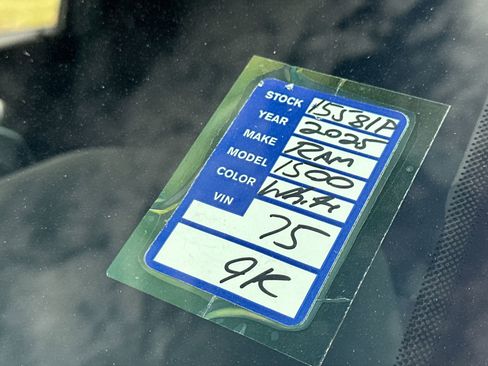 STOCK 15581P
YEAR 2025
MAKE RAM
MODEL 1500
COLOR White
VIN 75
9K